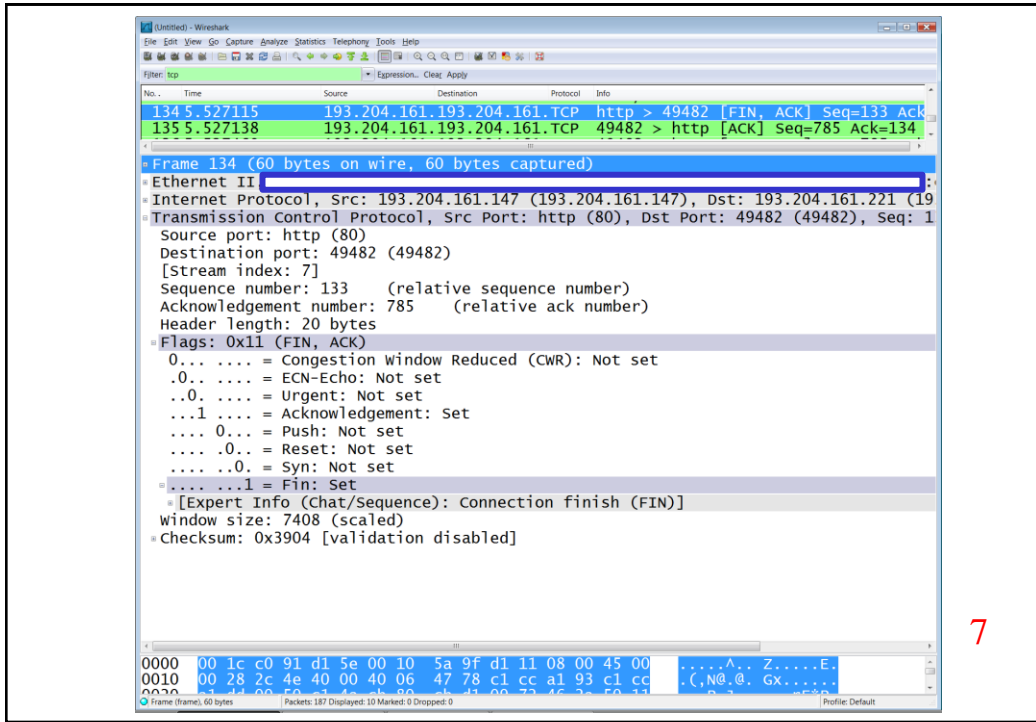 (Untitled) - Wireshark
File Edit View Go Capture Analyze Statistics Telephony Tools Help
Filter: tcp Expression... Clear Apply
No. . Time Source Destination Protocol Info
134 5.527115 193.204.161.193.204.161.TCP http > 49482 [FIN, ACK] Seq=133 Ack
135 5.527138 193.204.161.193.204.161.TCP 49482 > http [ACK] Seq=785 Ack=134
Frame 134 (60 bytes on wire, 60 bytes captured)
Ethernet II
Internet Protocol, Src: 193.204.161.147 (193.204.161.147), Dst: 193.204.161.221 (19
Transmission Control Protocol, Src Port: http (80), Dst Port: 49482 (49482), Seq: 1
Source port: http (80)
Destination port: 49482 (49482)
[Stream index: 7]
Sequence number: 133 (relative sequence number)
Acknowledgement number: 785 (relative ack number)
Header length: 20 bytes
Flags: 0x11 (FIN, ACK)
0... .... = Congestion Window Reduced (CWR): Not set
.0.. .... = ECN-Echo: Not set
..0. .... = Urgent: Not set
...1 .... = Acknowledgement: Set
.... 0... = Push: Not set
.... .0.. = Reset: Not set
.... ..0. = Syn: Not set
.... ...1 = Fin: Set
[Expert Info (Chat/Sequence): Connection finish (FIN)]
Window size: 7408 (scaled)
Checksum: 0x3904 [validation disabled]
7
0000 00 1c c0 91 d1 5e 00 10 5a 9f d1 11 08 00 45 00 .....^.. Z.....E.
0010 00 28 2c 4e 40 00 40 06 47 78 c1 cc a1 93 c1 cc .(,N@.@. Gx......
Frame (frame), 60 bytes Packets: 187 Displayed: 10 Marked: 0 Dropped: 0 Profile: Default